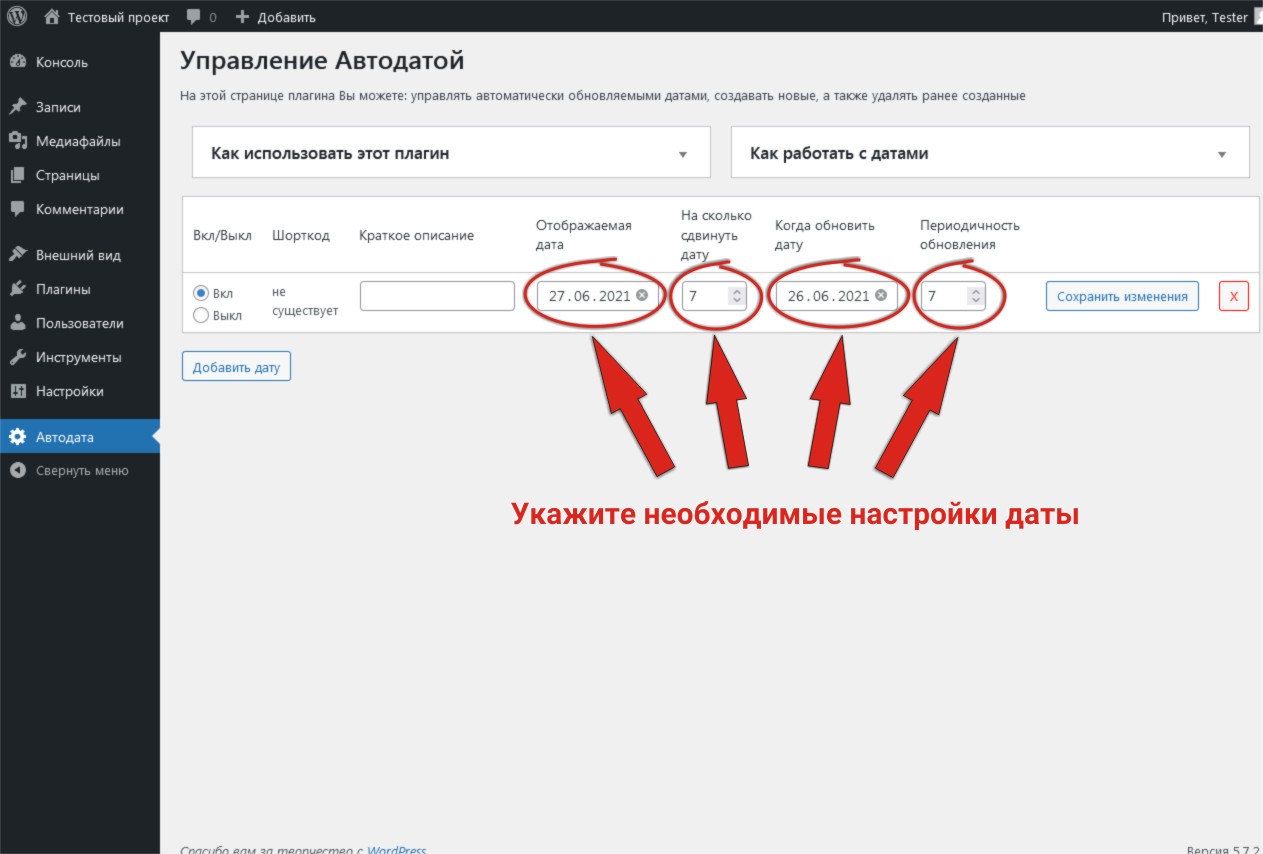 Тестовый проект 0 Добавить Привет, Tester
Консоль
Записи
Медиафайлы
Страницы
Комментарии
Внешний вид
Плагины
Пользователи
Инструменты
Настройки
Автодата
Свернуть меню
Управление Автодатой
На этой странице плагина Вы можете: управлять автоматически обновляемыми датами, создавать новые, а также удалять ранее созданные
Как использовать этот плагин
Как работать с датами
Вкл/Выкл
Шорткод
Краткое описание
Отображаемая
дата
На сколько
сдвинуть
дату
Когда обновить
дату
Периодичность
обновления
Вкл
Выкл
не
существует
27.06.2021
7
26.06.2021
7
Сохранить изменения
X
Добавить дату
Укажите необходимые настройки даты
Спасибо вам за творчество с WordPress
Версия 5.7.2